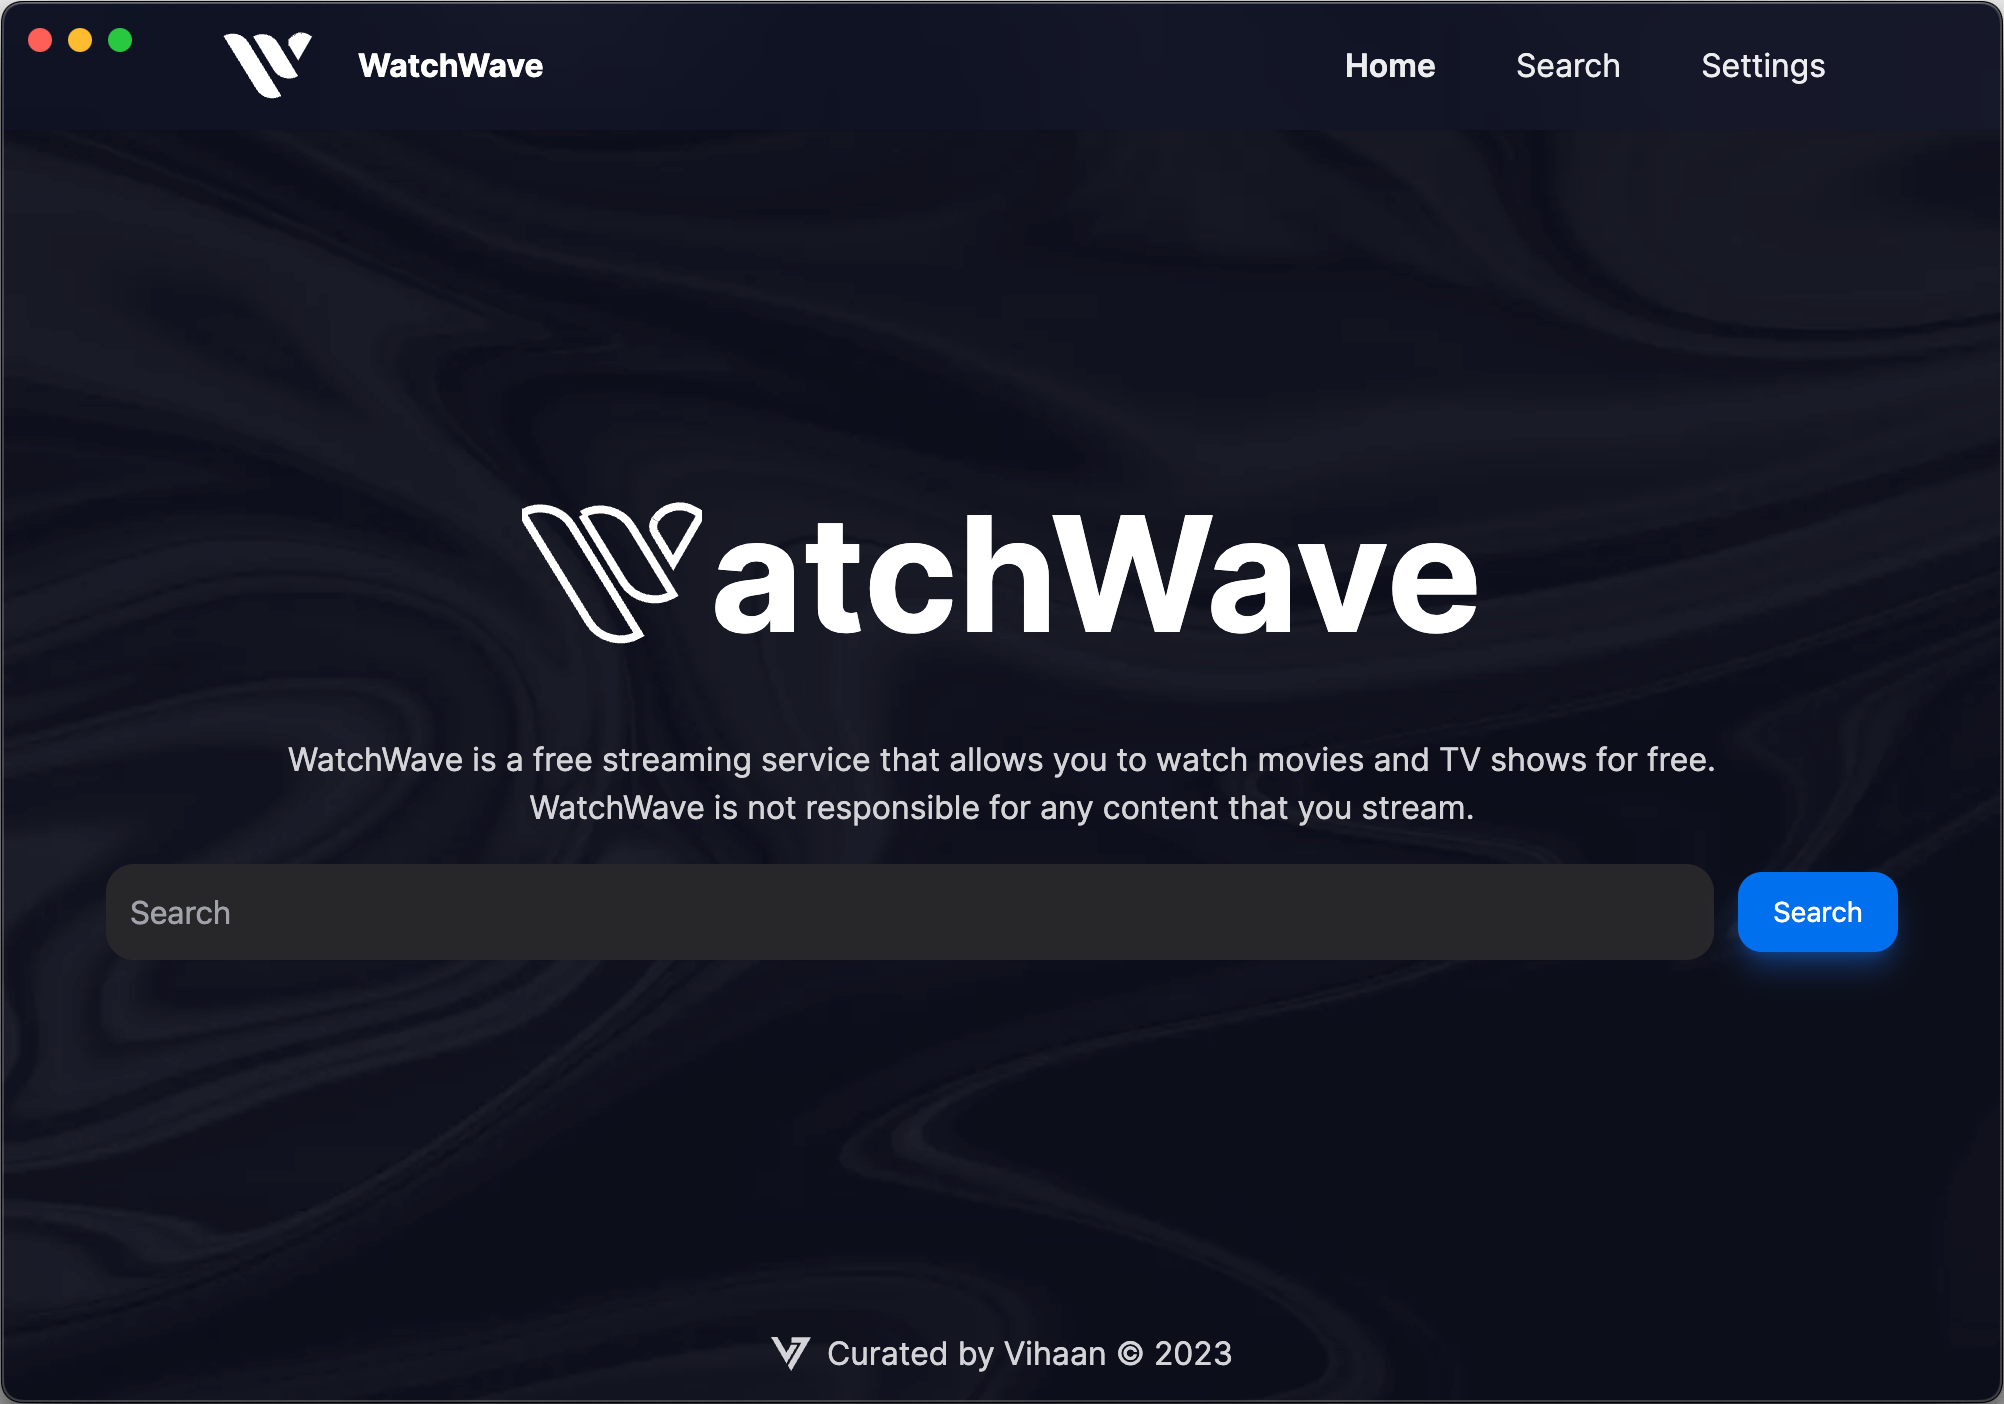 WatchWave
Home
Search
Settings
WatchWave
WatchWave is a free streaming service that allows you to watch movies and TV shows for free.
WatchWave is not responsible for any content that you stream.
Search
Search
Curated by Vihaan © 2023